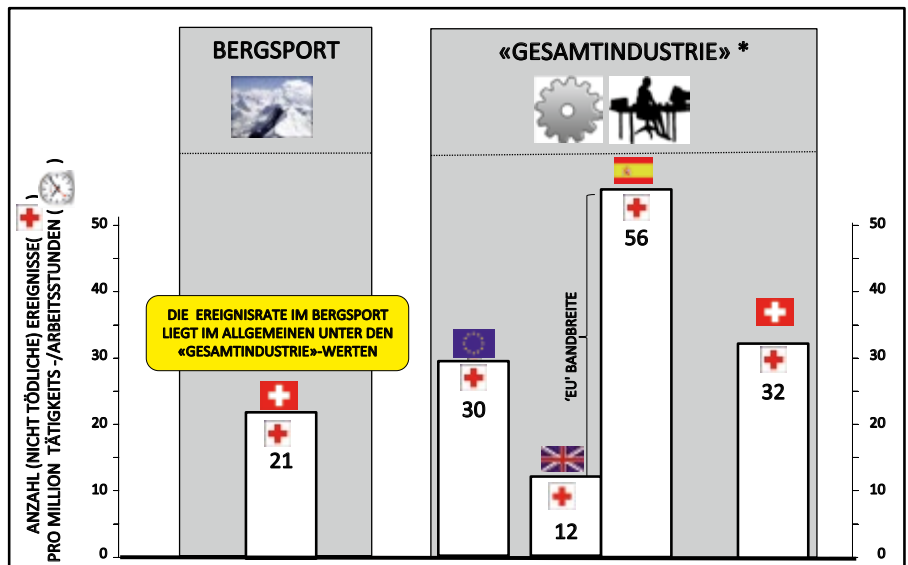 BERGSPORT
«GESAMTINDUSTRIE» *
ANZAHL (NICHT TÖDLICHE) EREIGNISSE( )
PRO MILLION TÄTIGKEITS -/ARBEITSSTUNDEN ( )
50
40
30
20
10
0
DIE EREIGNISRATE IM BERGSPORT
LIEGT IM ALLGEMEINEN UNTER DEN
«GESAMTINDUSTRIE»-WERTEN
21
30
12
'EU' BANDBREITE
56
32
50
40
30
20
10
0